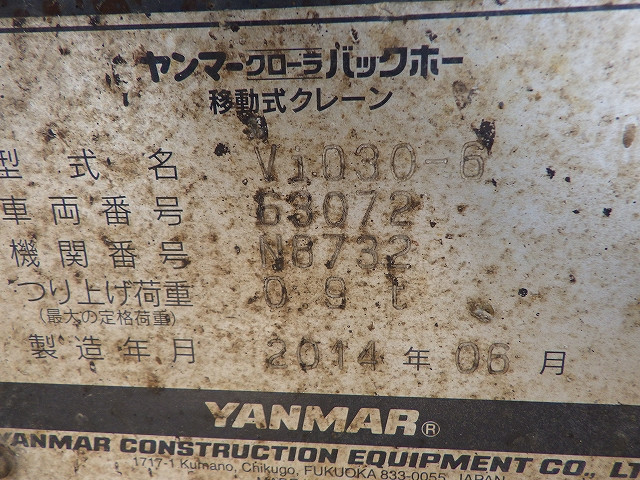 ヤンマークローラバックホー
移動式クレーン
型式名 ViO30-6
車両番号 63072
機関番号 N8732
つり上げ荷重 0.9t
(最大の定格荷重)
製造年月 2014年06月
YANMAR®
YANMAR CONSTRUCTION EQUIPMENT CO., LT
1717-1 Kumano, Chikugo, FUKUOKA 833-0055, JAPAN